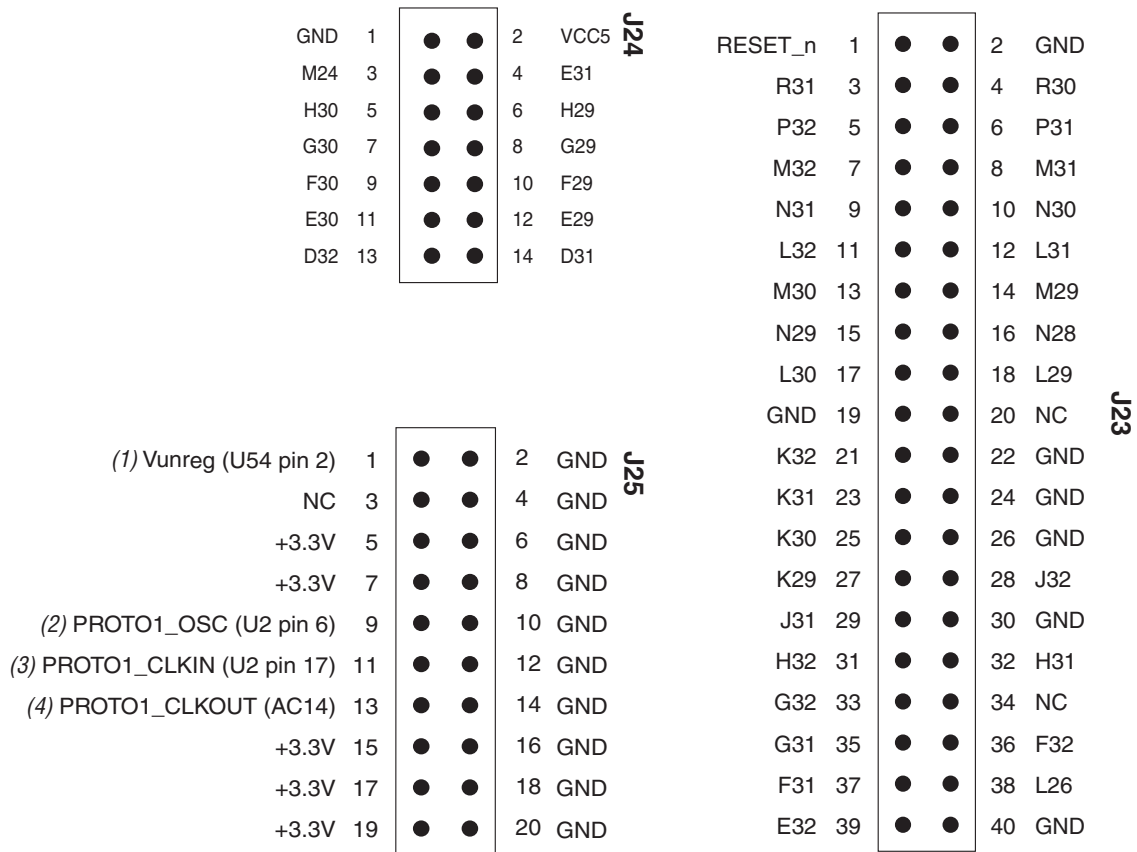 J24
GND 1 2 VCC5
M24 3 4 E31
H30 5 6 H29
G30 7 8 G29
F30 9 10 F29
E30 11 12 E29
D32 13 14 D31
J25
(1) Vunreg (U54 pin 2) 1 2 GND
NC 3 4 GND
+3.3V 5 6 GND
+3.3V 7 8 GND
(2) PROTO1_OSC (U2 pin 6) 9 10 GND
(3) PROTO1_CLKIN (U2 pin 17) 11 12 GND
(4) PROTO1_CLKOUT (AC14) 13 14 GND
+3.3V 15 16 GND
+3.3V 17 18 GND
+3.3V 19 20 GND
J23
RESET_n 1 2 GND
R31 3 4 R30
P32 5 6 P31
M32 7 8 M31
N31 9 10 N30
L32 11 12 L31
M30 13 14 M29
N29 15 16 N28
L30 17 18 L29
GND 19 20 NC
K32 21 22 GND
K31 23 24 GND
K30 25 26 GND
K29 27 28 J32
J31 29 30 GND
H32 31 32 H31
G32 33 34 NC
G31 35 36 F32
F31 37 38 L26
E32 39 40 GND